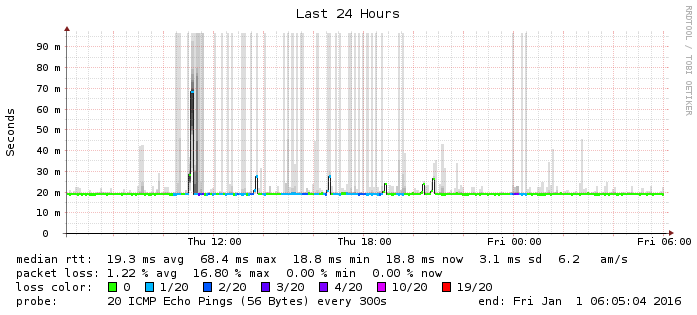 Last 24 Hours
RRDTOOL / TOBI OETIKER
Seconds
90 m
80 m
70 m
60 m
50 m
40 m
30 m
20 m
10 m
0
Thu 12:00 Thu 18:00 Fri 00:00 Fri 06:00
median rtt: 19.3 ms avg 68.4 ms max 18.8 ms min 18.8 ms now 3.1 ms sd 6.2 am/s
packet loss: 1.22 % avg 16.80 % max 0.00 % min 0.00 % now
loss color: 0 1/20 2/20 3/20 4/20 10/20 19/20
probe: 20 ICMP Echo Pings (56 Bytes) every 300s end: Fri Jan 1 06:05:04 2016